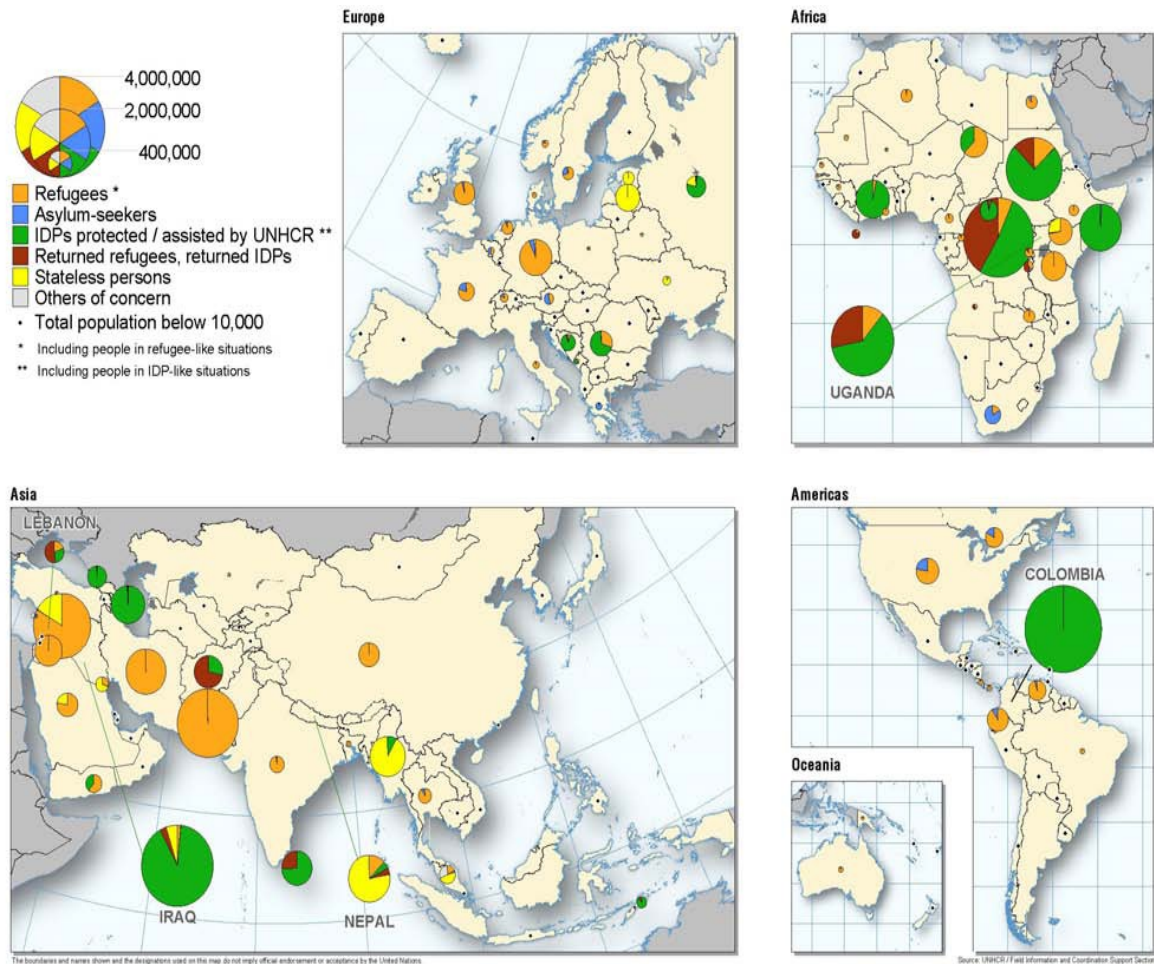 Europe
Africa
4,000,000
2,000,000
400,000
Refugees *
Asylum-seekers
IDPs protected / assisted by UNHCR **
Returned refugees, returned IDPs
Stateless persons
Others of concern
• Total population below 10,000
* Including people in refugee-like situations
** Including people in IDP-like situations
UGANDA
Asia
Americas
LEBANON
COLOMBIA
Oceania
IRAQ
NEPAL
The boundaries and names shown and the designations used on this map do not imply official endorsement or acceptance by the United Nations.
Source: UNHCR / Field Information and Coordination Support Section